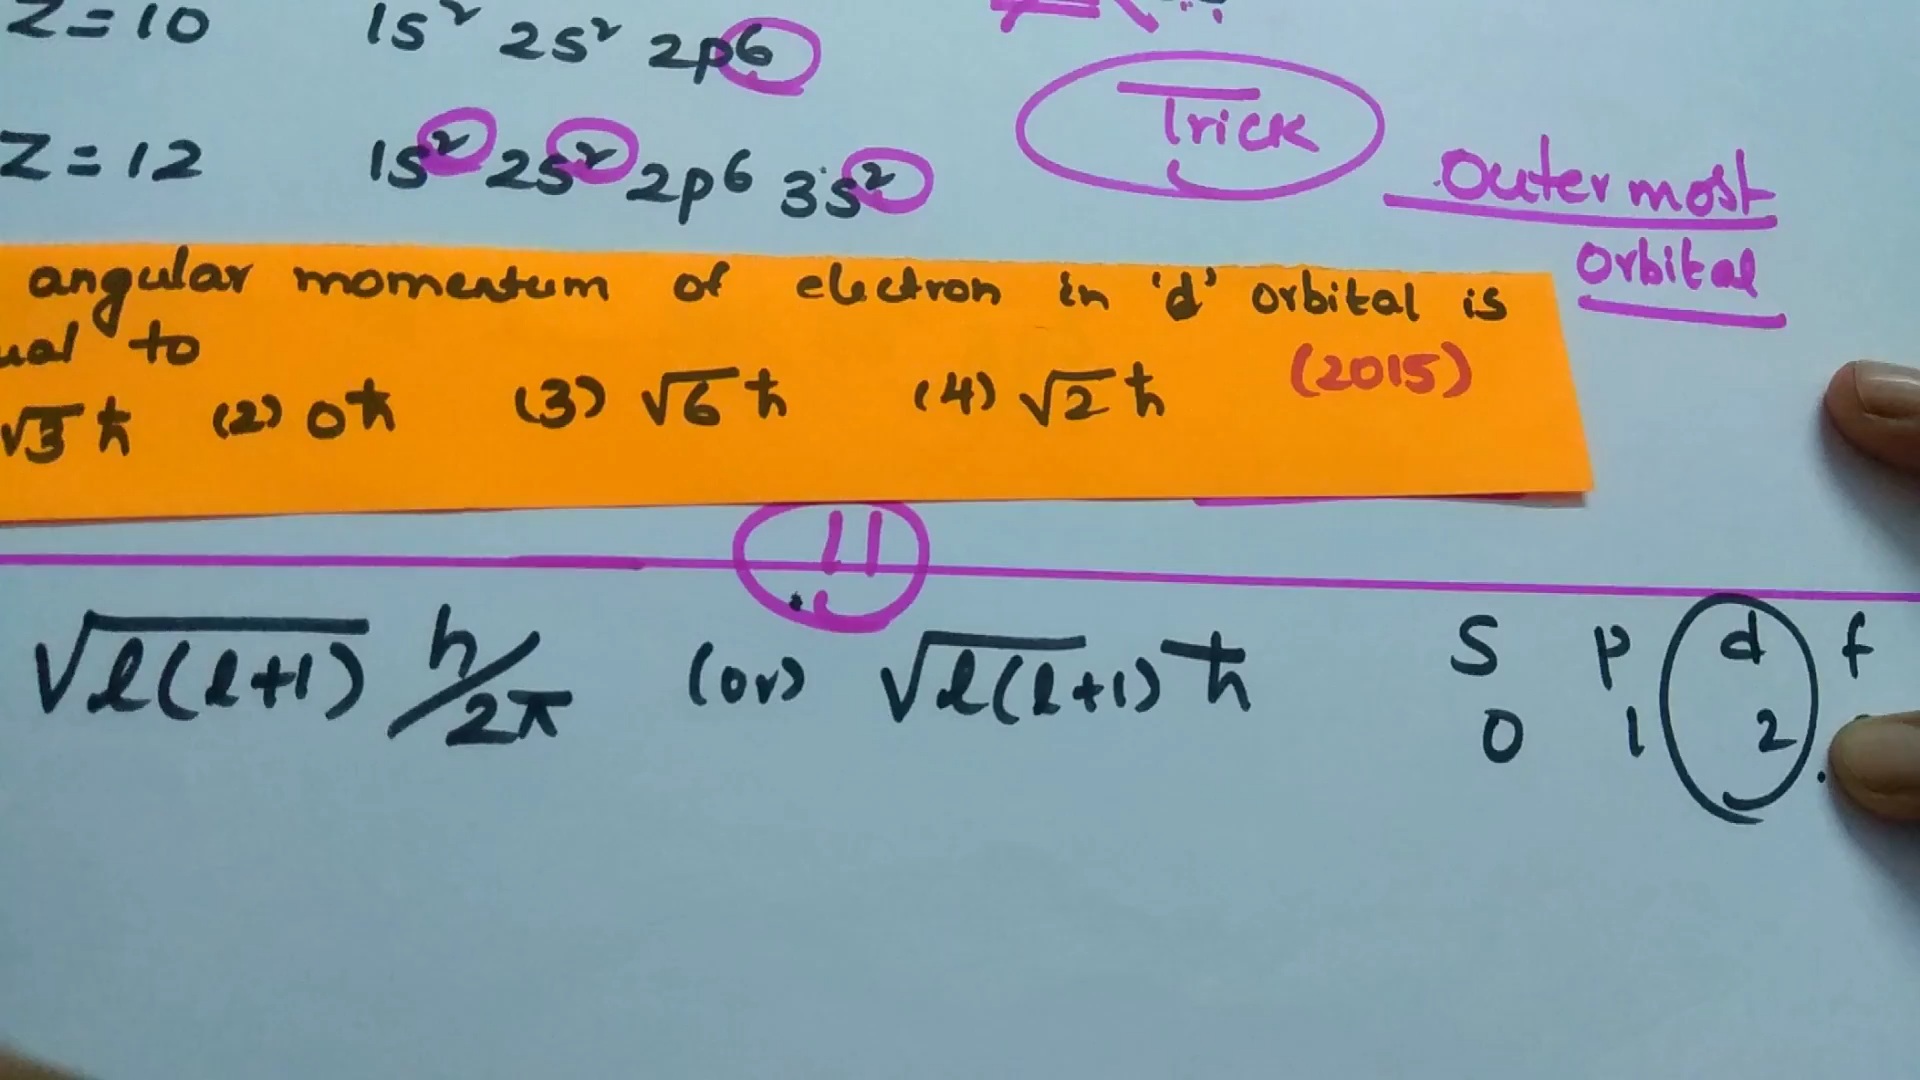 Z=10 1s² 2s² 2p6
Z=12 1s² 2s² 2p6 3s²
Trick
Outermost
Orbital
angular momentum of electron in 'd' orbital is
to
√3 ħ (2) 0ħ (3) √6 ħ (4) √2 ħ (2015)
11
√l(l+1) h/2π (or) √l(l+1) ħ
S p d f
0 1 2